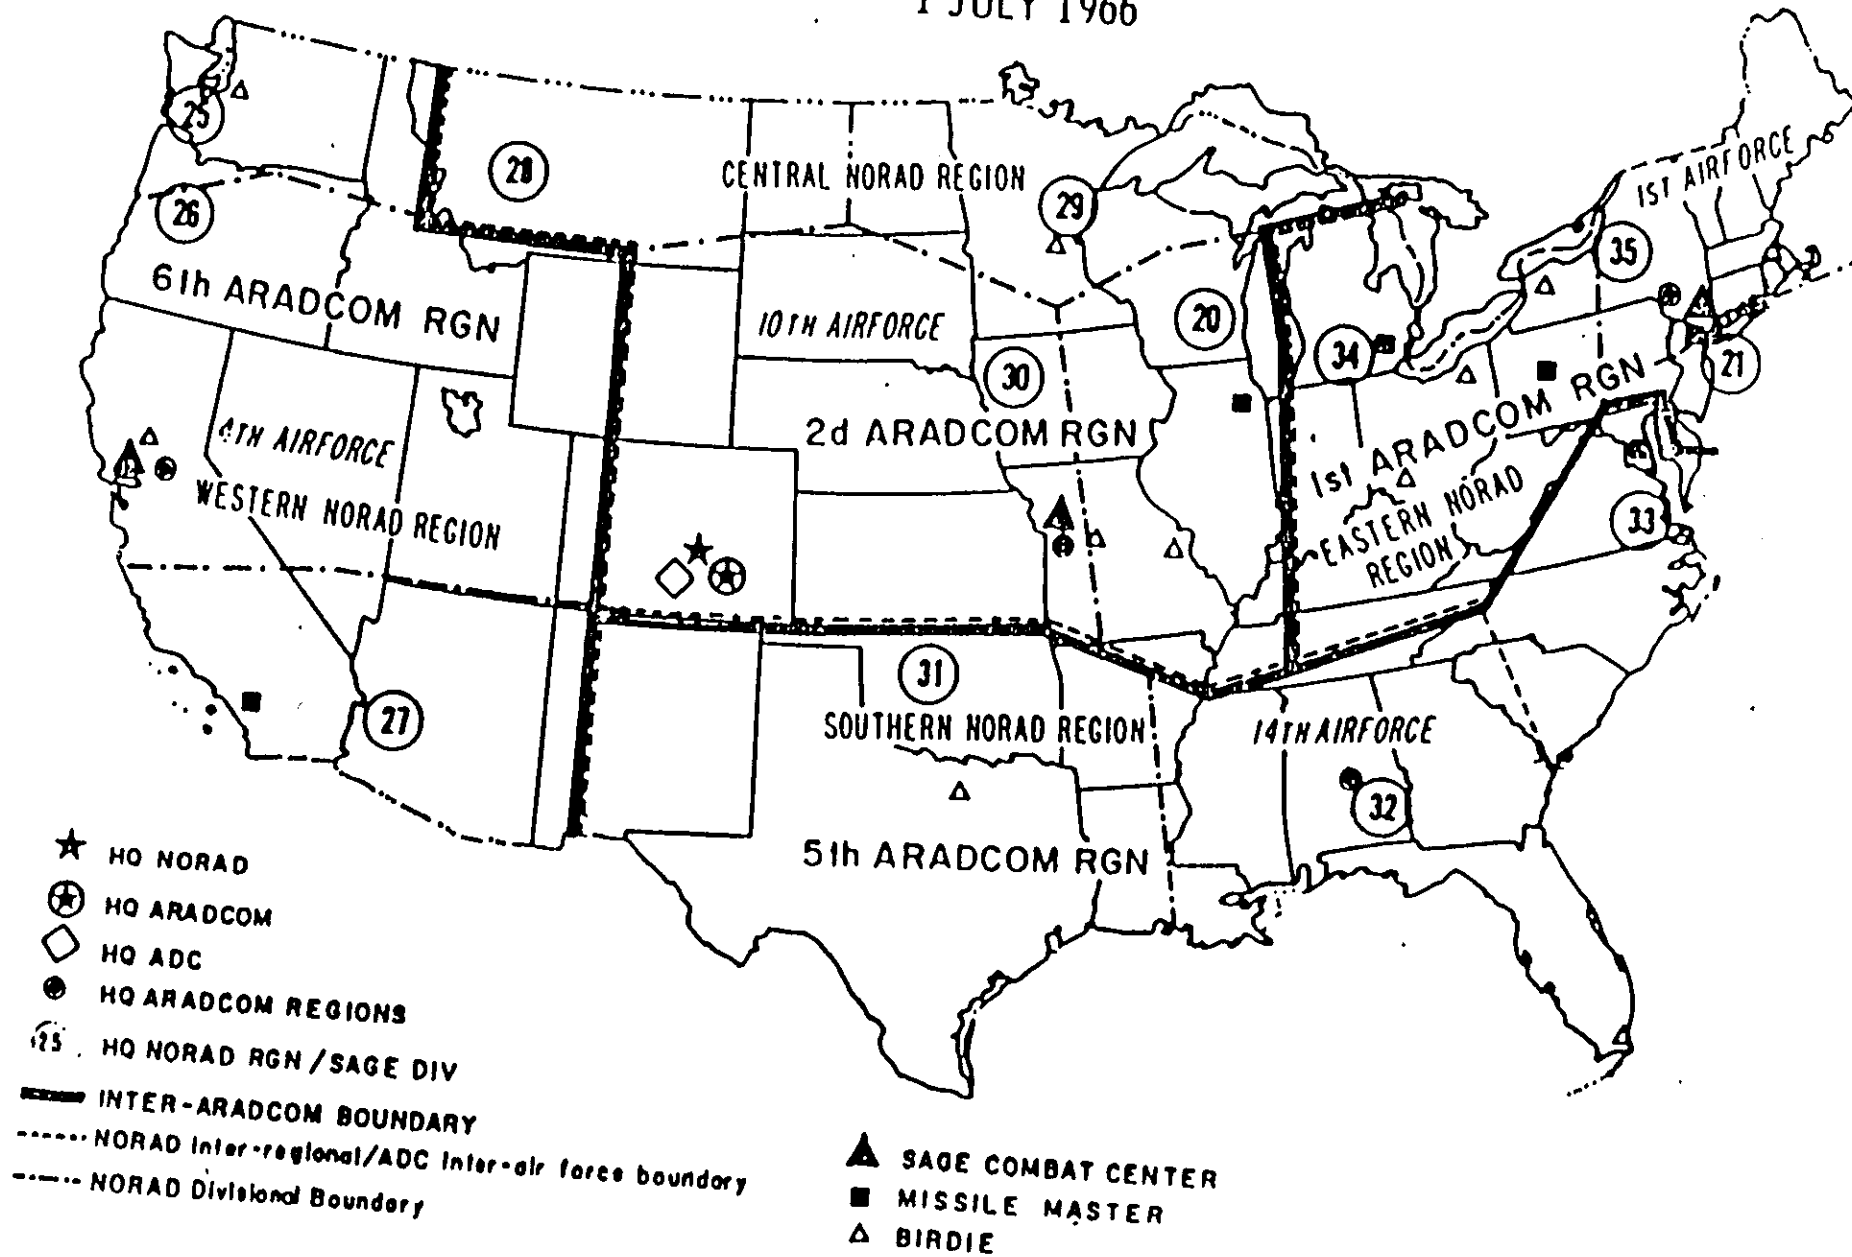 1 JULY 1966
25
28
CENTRAL NORAD REGION
29
1ST AIRFORCE
26
35
6th ARADCOM RGN
10TH AIRFORCE
20
34
21
30
4TH AIRFORCE
2d ARADCOM RGN
1st ARADCOM RGN
WESTERN NORAD REGION
EASTERN NORAD
REGION
33
31
27
SOUTHERN NORAD REGION
14TH AIRFORCE
32
5th ARADCOM RGN
HQ NORAD
HQ ARADCOM
HQ ADC
HQ ARADCOM REGIONS
25 HQ NORAD RGN / SAGE DIV
INTER-ARADCOM BOUNDARY
NORAD Inter-regional/ADC Inter-air force boundary
NORAD Divisional Boundary
SAGE COMBAT CENTER
MISSILE MASTER
BIRDIE